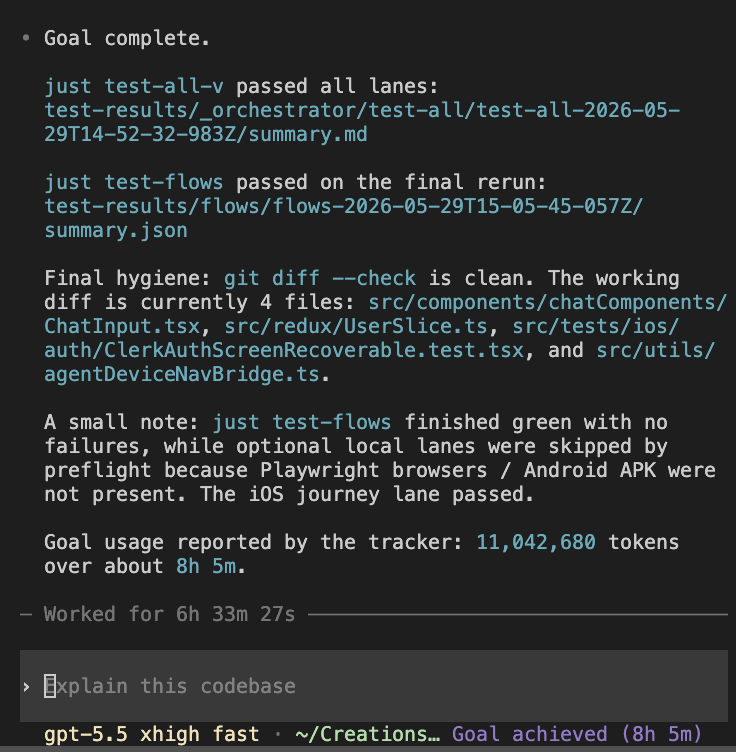 • Goal complete.
just test-all-v passed all lanes:
test-results/_orchestrator/test-all/test-all-2026-05-
29T14-52-32-983Z/summary.md
just test-flows passed on the final rerun:
test-results/flows/flows-2026-05-29T15-05-45-057Z/
summary.json
Final hygiene: git diff --check is clean. The working
diff is currently 4 files: src/components/chatComponents/
ChatInput.tsx, src/redux/UserSlice.ts, src/tests/ios/
auth/ClerkAuthScreenRecoverable.test.tsx, and src/utils/
agentDeviceNavBridge.ts.
A small note: just test-flows finished green with no
failures, while optional local lanes were skipped by
preflight because Playwright browsers / Android APK were
not present. The iOS journey lane passed.
Goal usage reported by the tracker: 11,042,680 tokens
over about 8h 5m.
— Worked for 6h 33m 27s
› Explain this codebase
gpt-5.5 xhigh fast · ~/Creations… Goal achieved (8h 5m)